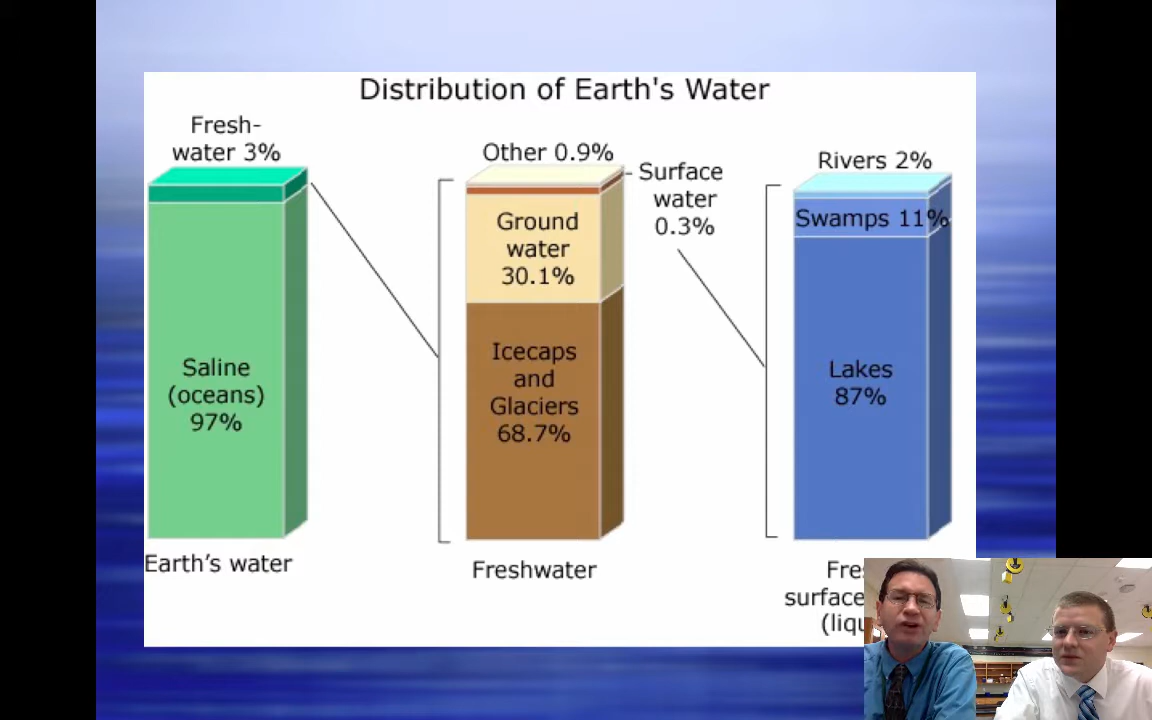 Distribution of Earth's Water
Fresh-
water 3%
Saline
(oceans)
97%
Earth's water
Other 0.9%
Surface
water
0.3%
Ground
water
30.1%
Icecaps
and
Glaciers
68.7%
Freshwater
Rivers 2%
Swamps 11%
Lakes
87%
surface